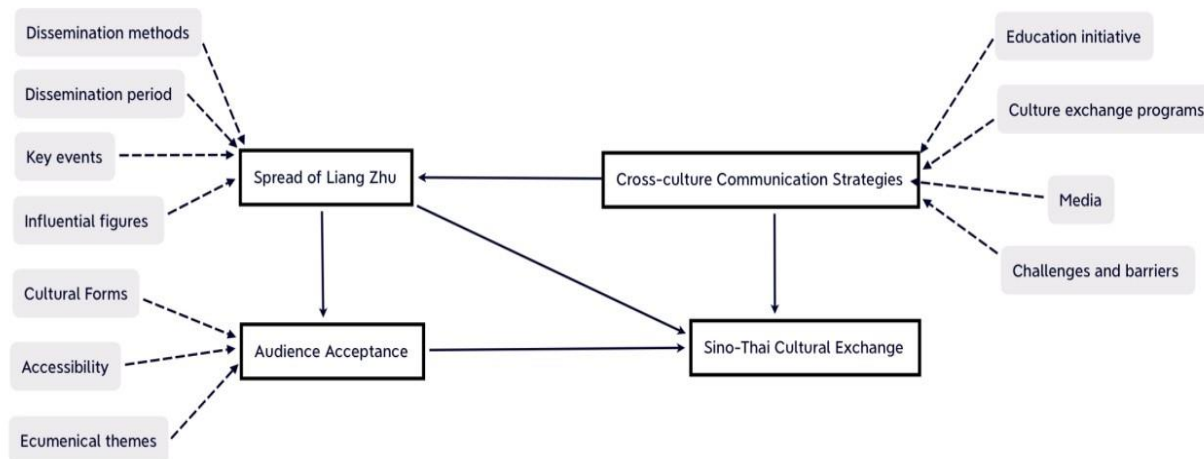 Dissemination methods
Dissemination period
Key events
Influential figures
Cultural Forms
Accessibility
Ecumenical themes
Spread of Liang Zhu
Audience Acceptance
Cross-culture Communication Strategies
Sino-Thai Cultural Exchange
Education initiative
Culture exchange programs
Media
Challenges and barriers